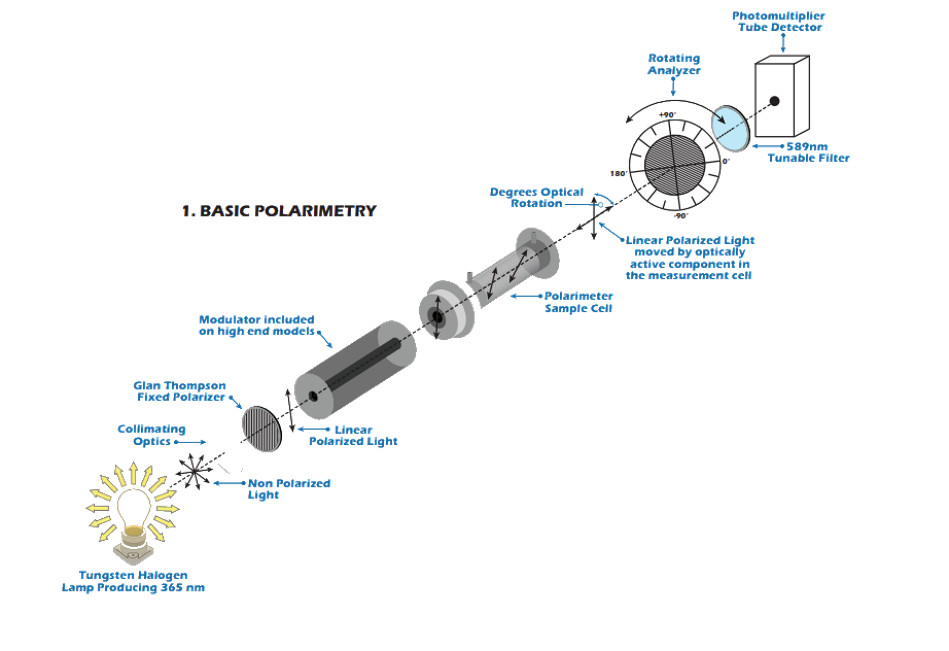 Photomultiplier
Tube Detector
Rotating
Analyzer
+90°
589nm
Tunable Filter
0°
180°
-90°
Degrees Optical
Rotation
1. BASIC POLARIMETRY
Linear Polarized Light
moved by optically
active component in
the measurement cell
Polarimeter
Sample Cell
Modulator included
on high end models
Glan Thompson
Fixed Polarizer
Collimating
Optics
Linear
Polarized Light
Non Polarized
Light
Tungsten Halogen
Lamp Producing 365 nm